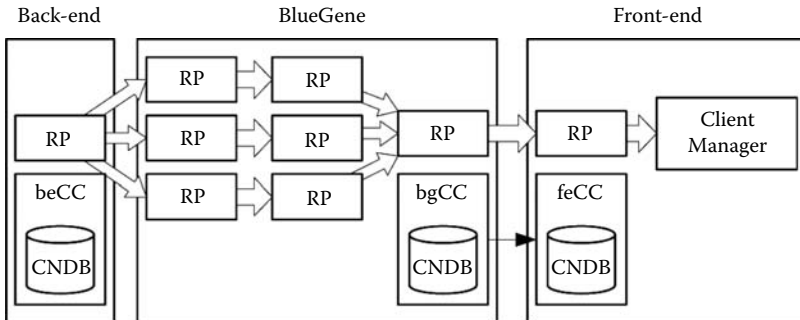 Back-end
BlueGene
Front-end
RP
RP
RP
RP
RP
RP
RP
RP
RP
Client
Manager
beCC
bgCC
feCC
CNDB
CNDB
CNDB